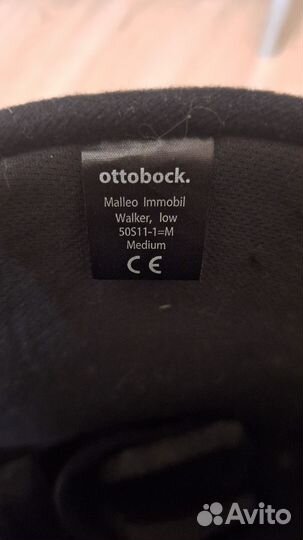 ottobock.
Malleo Immobil
Walker, low
50S11-1=M
Medium
CE
Avito